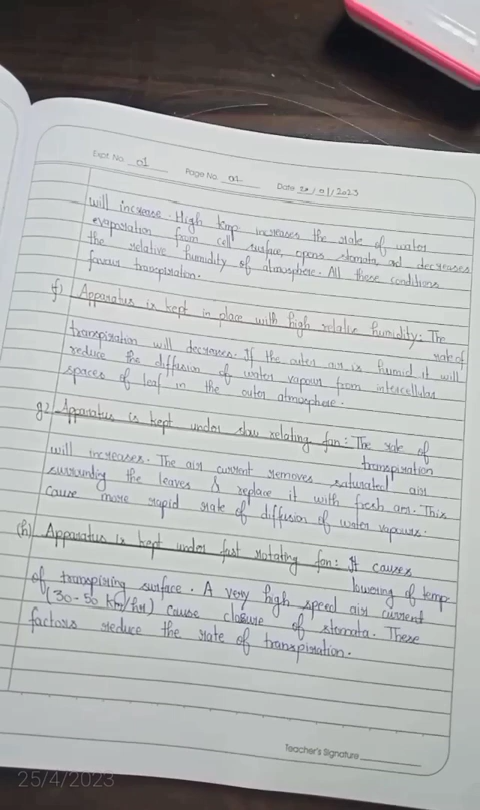 Expt. No. 01
Page No. 01
Date 20/01/2023
will increase. High temp increases the rate of water
evaporation from cell surface, opens stomata and decreases
the relative humidity of atmosphere. All these conditions
favour transpiration.
f) Apparatus is kept in place with high relative humidity: The
rate of
transpiration will decreases. If the outer air is humid it will
reduce the diffusion of water vapour from intercellular
spaces of leaf in the outer atmosphere.
g) Apparatus is kept under slow rotating fan: The rate of
transpiration
will increases. The air current removes saturated air
surrounding the leaves & replace it with fresh air. This
cause more rapid rate of diffusion of water vapours.
(h) Apparatus is kept under fast rotating fan: It causes
lowering of temp
of transpiring surface. A very high speed air current
(30-50 km/hr) cause closure of stomata. These
factors reduce the rate of transpiration.
Teacher's Signature
25/4/2023